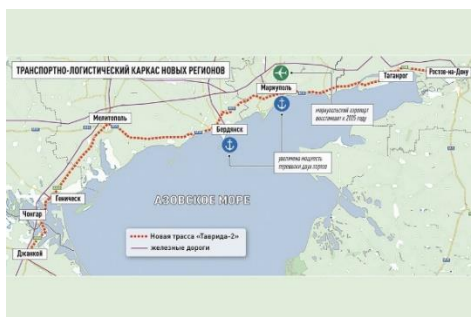 ТРАНСПОРТНО-ЛОГИСТИЧЕСКИЙ КАРКАС НОВЫХ РЕГИОНОВ
Ростов-на-Дону
Таганрог
Мариуполь
мариупольский аэропорт
восстановят в 2025 году
Мелитополь
Бердянск
увеличена мощность
перевалки двух портов
Геническ
АЗОВСКОЕ МОРЕ
Чонгар
Новая трасса «Таврида-2»
железные дороги
Джанкой